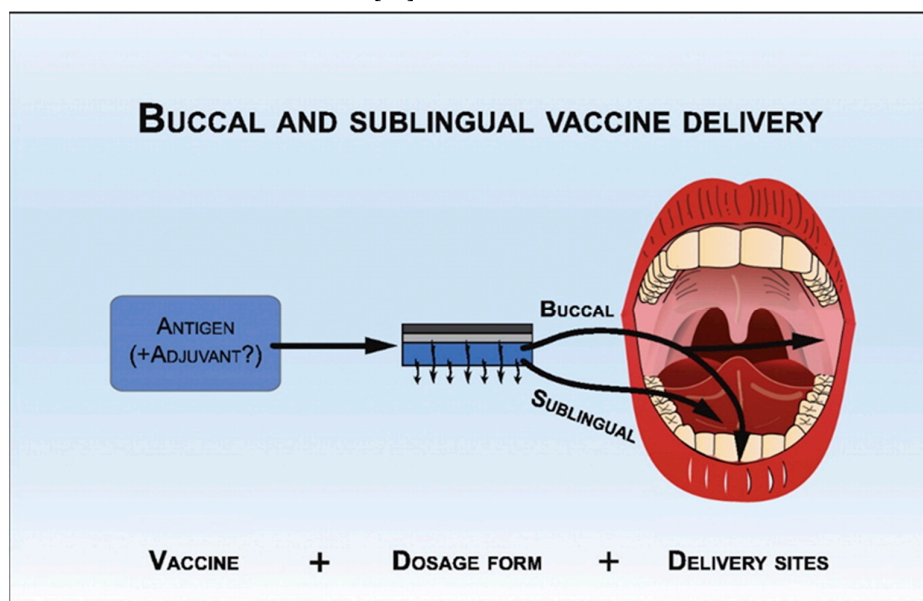 BUCCAL AND SUBLINGUAL VACCINE DELIVERY
BUCCAL
ANTIGEN
(+ADJUVANT?)
SUBLINGUAL
VACCINE + DOSAGE FORM + DELIVERY SITES